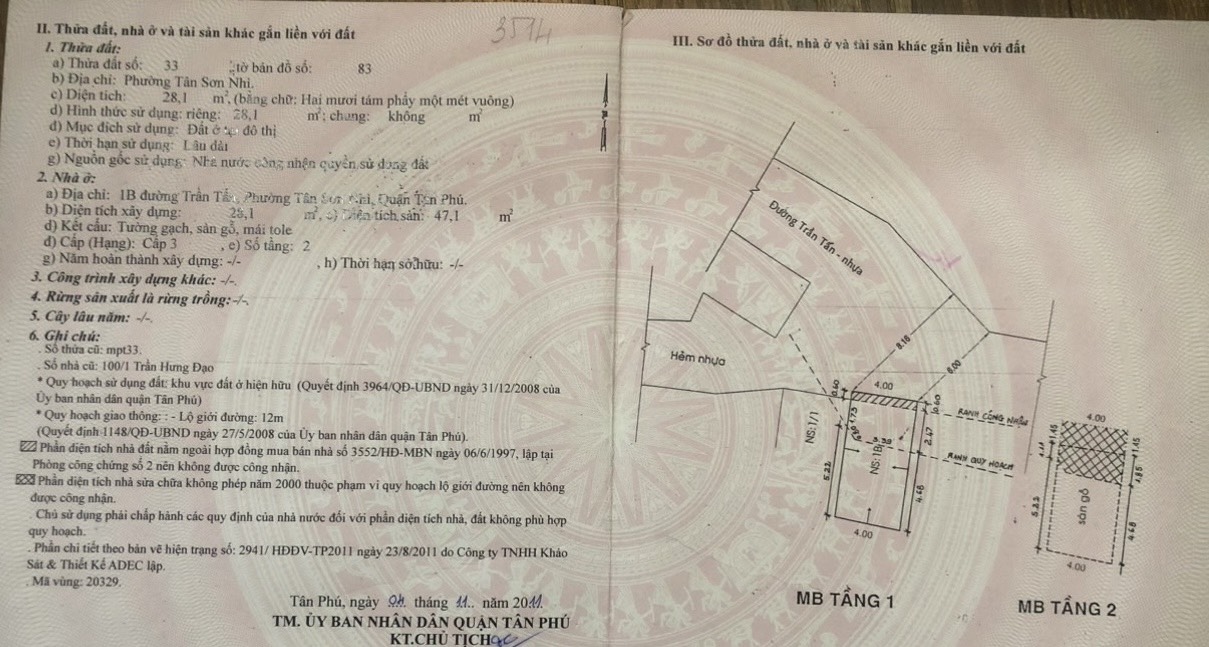 3514
II. Thửa đất, nhà ở và tài sản khác gắn liền với đất
1. Thửa đất:
a) Thửa đất số: 33 tờ bản đồ số: 83
b) Địa chỉ: Phường Tân Sơn Nhì.
c) Diện tích: 28,1 m², (bằng chữ: Hai mươi tám phẩy một mét vuông)
d) Hình thức sử dụng: riêng: 28,1 m²; chung: không m²
đ) Mục đích sử dụng: Đất ở tại đô thị
e) Thời hạn sử dụng: Lâu dài
g) Nguồn gốc sử dụng: Nhà nước công nhận quyền sử dụng đất
2. Nhà ở:
a) Địa chỉ: 1B đường Trần Tấn, Phường Tân Sơn Nhì, Quận Tân Phú.
b) Diện tích xây dựng: 28,1 m², c) Diện tích sàn: 47,1 m²
d) Kết cấu: Tường gạch, sàn gỗ, mái tole
đ) Cấp (Hạng): Cấp 3 , e) Số tầng: 2
g) Năm hoàn thành xây dựng: -/- , h) Thời hạn sở hữu: -/-
3. Công trình xây dựng khác: -/-.
4. Rừng sản xuất là rừng trồng: -/-.
5. Cây lâu năm: -/-.
6. Ghi chú:
. Số thửa cũ: mpt33.
. Số nhà cũ: 100/1 Trần Hưng Đạo
* Quy hoạch sử dụng đất: khu vực đất ở hiện hữu (Quyết định 3964/QĐ-UBND ngày 31/12/2008 của
Ủy ban nhân dân quận Tân Phú)
* Quy hoạch giao thông: : - Lộ giới đường: 12m
(Quyết định 1148/QĐ-UBND ngày 27/5/2008 của Ủy ban nhân dân quận Tân Phú).
Phần diện tích nhà đất nằm ngoài hợp đồng mua bán nhà số 3552/HĐ-MBN ngày 06/6/1997, lập tại
Phòng công chứng số 2 nên không được công nhận.
Phần diện tích nhà sửa chữa không phép năm 2000 thuộc phạm vi quy hoạch lộ giới đường nên không
được công nhận.
. Chủ sử dụng phải chấp hành các quy định của nhà nước đối với phần diện tích nhà, đất không phù hợp
quy hoạch.
. Phần chi tiết theo bản vẽ hiện trạng số: 2941/ HĐĐV-TP2011 ngày 23/8/2011 do Công ty TNHH Khảo
Sát & Thiết Kế ADEC lập.
. Mã vùng: 20329.
Tân Phú, ngày 04 tháng 11.. năm 2011.
TM. ỦY BAN NHÂN DÂN QUẬN TÂN PHÚ
KT.CHỦ TỊCH
III. Sơ đồ thửa đất, nhà ở và tài sản khác gắn liền với đất
Đường Trần Tấn - nhựa
Hẻm nhựa
8.16
6.00
4.00
0.60
0.60
RANH CÔNG NHẬN
NS:1/1
1.73
3.38
2.47
NS:1B
RANH QUY HOẠCH
5.22
4.68
4.00
MB TẦNG 1
4.00
1.45
1.45
1.85
5.22
sàn gỗ
4.68
4.00
MB TẦNG 2